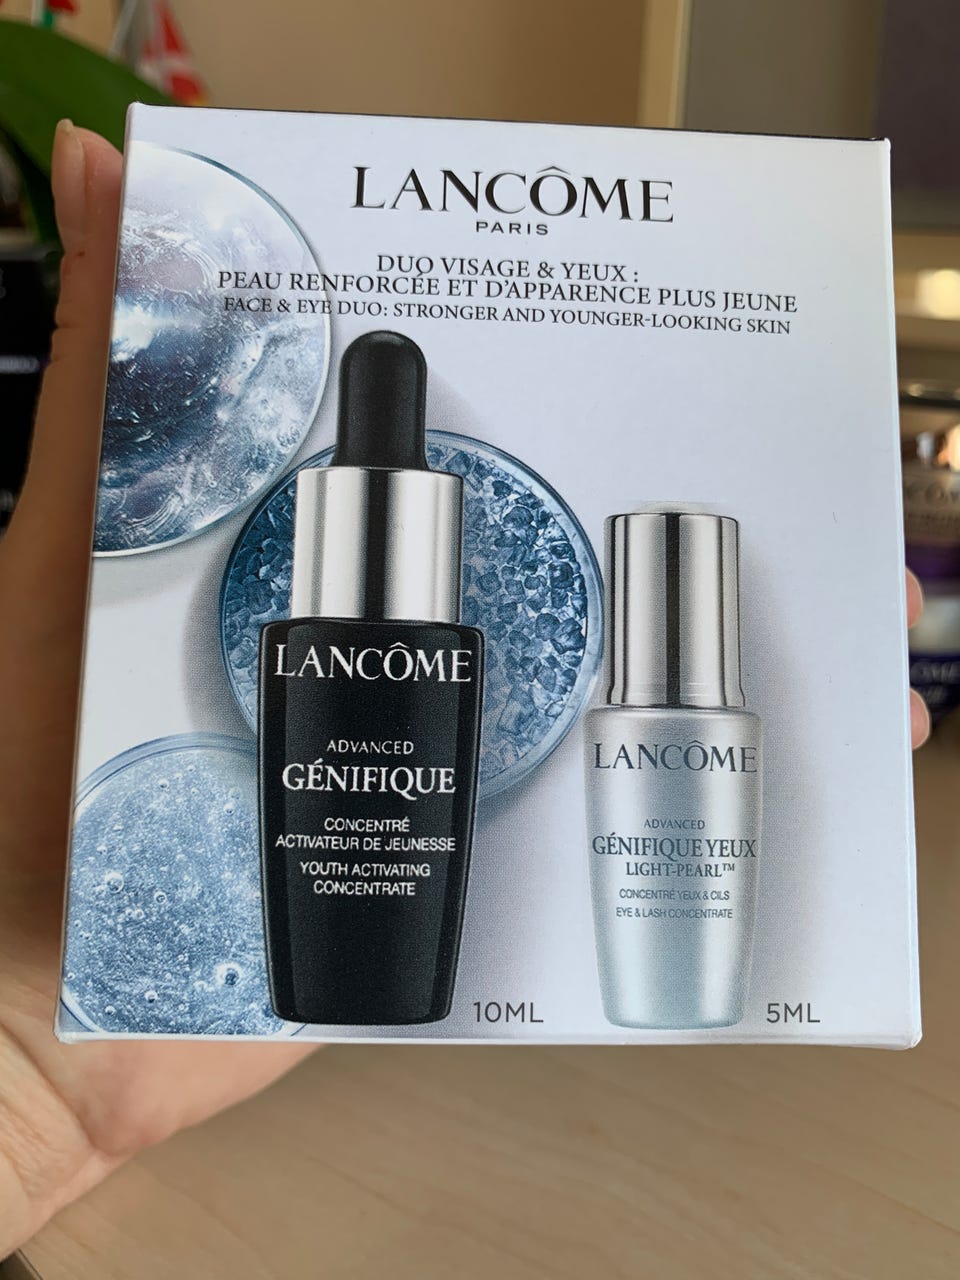 LANCÔME
PARIS
DUO VISAGE & YEUX :
PEAU RENFORCÉE ET D'APPARENCE PLUS JEUNE
FACE & EYE DUO: STRONGER AND YOUNGER-LOOKING SKIN
LANCÔME
ADVANCED
GÉNIFIQUE
CONCENTRÉ
ACTIVATEUR DE JEUNESSE
YOUTH ACTIVATING
CONCENTRATE
10ML
LANCÔME
ADVANCED
GÉNIFIQUE YEUX
LIGHT-PEARL™
CONCENTRÉ YEUX & CILS
EYE & LASH CONCENTRATE
5ML